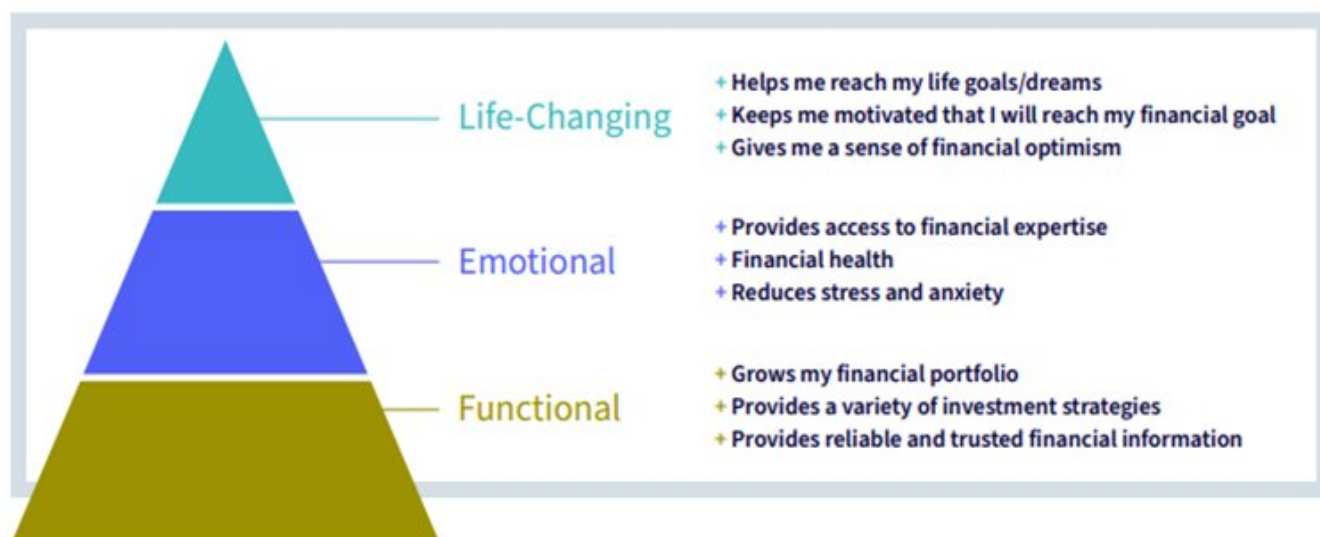 Life-Changing
+ Helps me reach my life goals/dreams
+ Keeps me motivated that I will reach my financial goal
+ Gives me a sense of financial optimism
Emotional
+ Provides access to financial expertise
+ Financial health
+ Reduces stress and anxiety
Functional
+ Grows my financial portfolio
+ Provides a variety of investment strategies
+ Provides reliable and trusted financial information